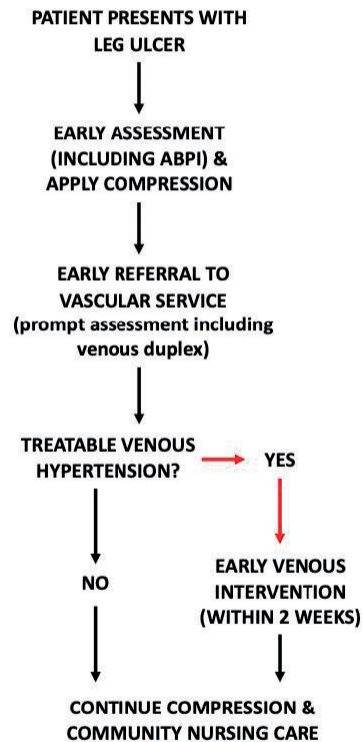 PATIENT PRESENTS WITH
LEG ULCER
EARLY ASSESSMENT
(INCLUDING ABPI) &
APPLY COMPRESSION
EARLY REFERRAL TO
VASCULAR SERVICE
(prompt assessment including
venous duplex)
TREATABLE VENOUS
HYPERTENSION?
YES
NO
EARLY VENOUS
INTERVENTION
(WITHIN 2 WEEKS)
CONTINUE COMPRESSION &
COMMUNITY NURSING CARE